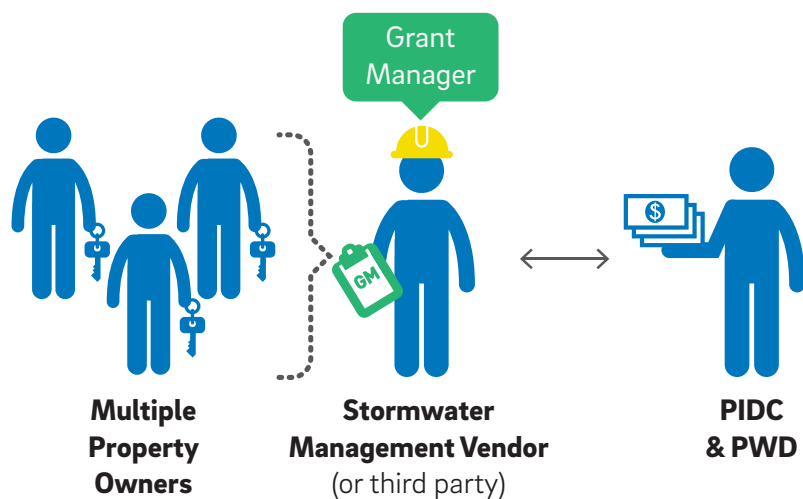 Grant
Manager
$
GM
Multiple
Property
Owners
Stormwater
Management Vendor
(or third party)
PIDC
& PWD